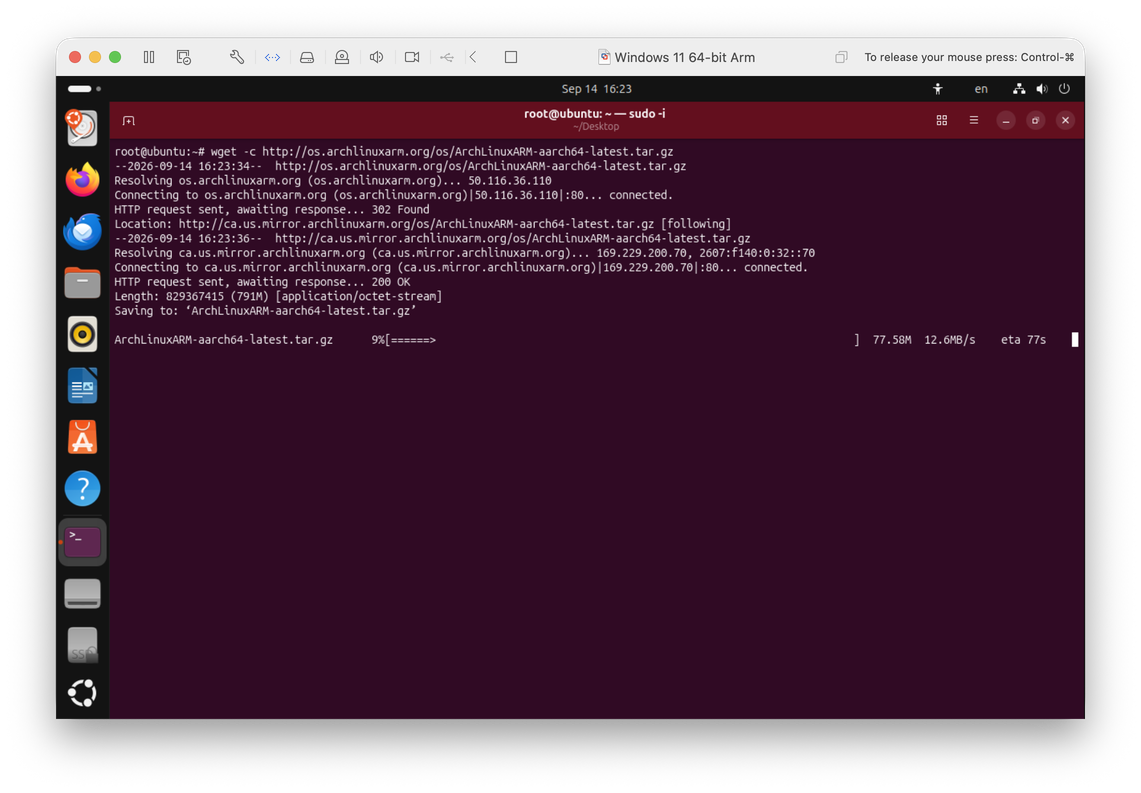 Windows 11 64-bit Arm
To release your mouse press: Control-⌘
Sep 14 16:23
en
root@ubuntu: ~ — sudo -i
~/Desktop
root@ubuntu:~# wget -c http://os.archlinuxarm.org/os/ArchLinuxARM-aarch64-latest.tar.gz
--2026-09-14 16:23:34--  http://os.archlinuxarm.org/os/ArchLinuxARM-aarch64-latest.tar.gz
Resolving os.archlinuxarm.org (os.archlinuxarm.org)... 50.116.36.110
Connecting to os.archlinuxarm.org (os.archlinuxarm.org)|50.116.36.110|:80... connected.
HTTP request sent, awaiting response... 302 Found
Location: http://ca.us.mirror.archlinuxarm.org/os/ArchLinuxARM-aarch64-latest.tar.gz [following]
--2026-09-14 16:23:36--  http://ca.us.mirror.archlinuxarm.org/os/ArchLinuxARM-aarch64-latest.tar.gz
Resolving ca.us.mirror.archlinuxarm.org (ca.us.mirror.archlinuxarm.org)... 169.229.200.70, 2607:f140:0:32::70
Connecting to ca.us.mirror.archlinuxarm.org (ca.us.mirror.archlinuxarm.org)|169.229.200.70|:80... connected.
HTTP request sent, awaiting response... 200 OK
Length: 829367415 (791M) [application/octet-stream]
Saving to: ‘ArchLinuxARM-aarch64-latest.tar.gz’
ArchLinuxARM-aarch64-latest.tar.gz      9%[======>                    ]  77.58M  12.6MB/s    eta 77s
>_
SSD